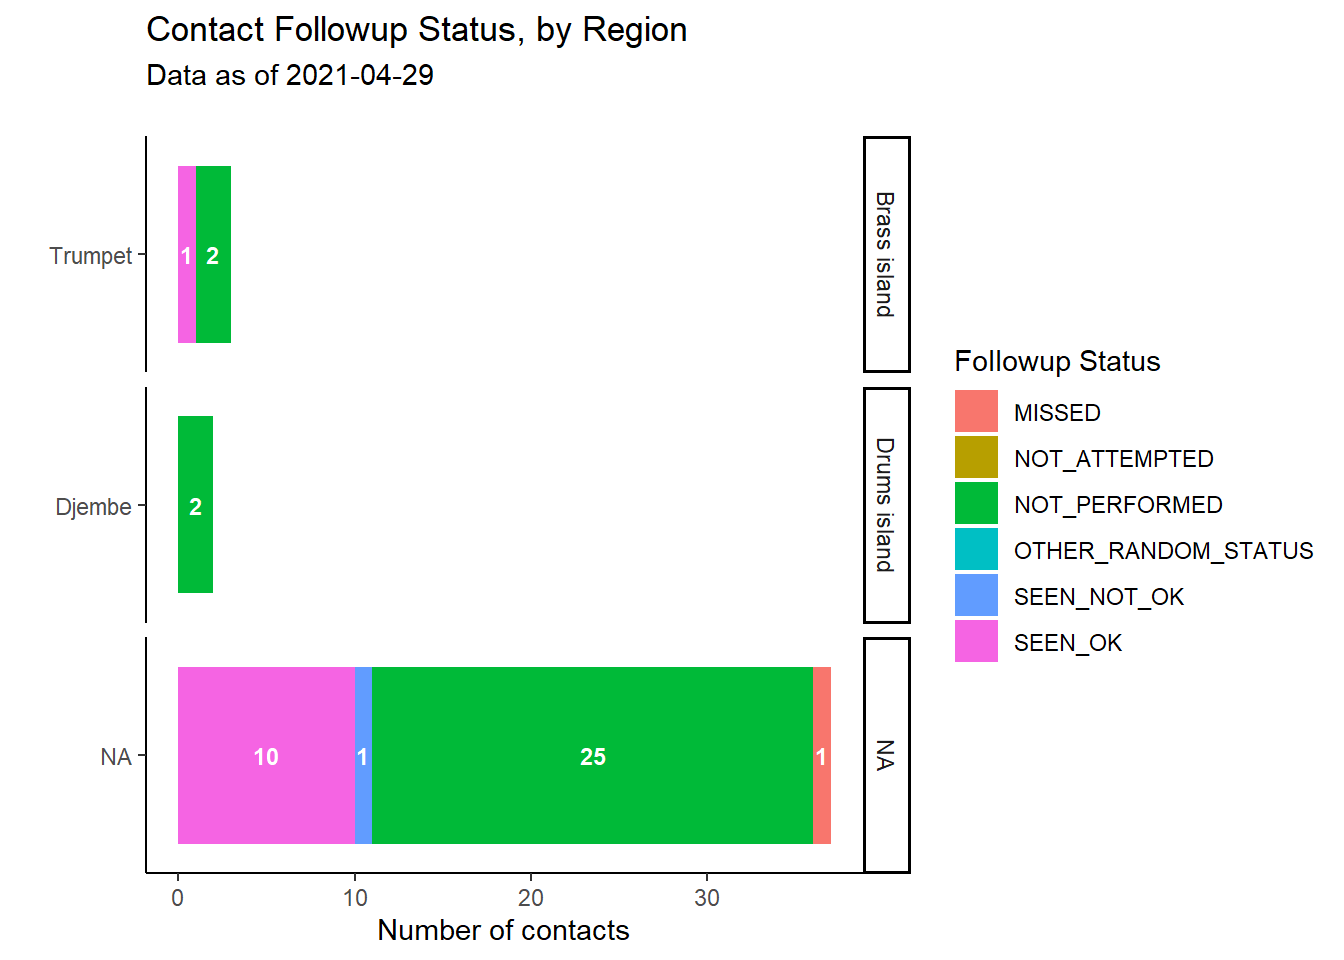 Contact Followup Status, by Region
Data as of 2021-04-29
Trumpet
1 2
Brass island
Djembe
2
Drums island
NA
10 1 25 1
NA
0 10 20 30
Number of contacts
Followup Status
MISSED
NOT_ATTEMPTED
NOT_PERFORMED
OTHER_RANDOM_STATUS
SEEN_NOT_OK
SEEN_OK